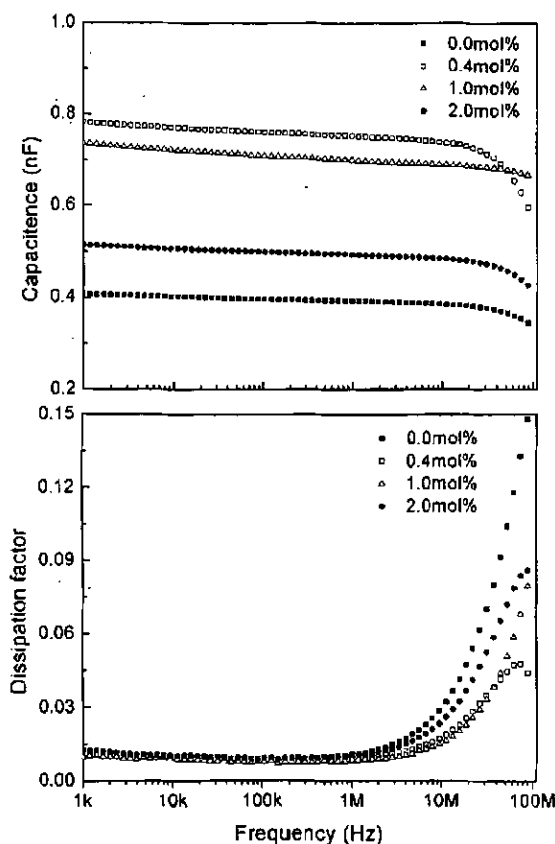 1.0
0.8
0.6
0.4
0.2
Capacitence (nF)
0.0mol%
0.4mol%
1.0mol%
2.0mol%
0.15
0.12
0.09
0.06
0.03
0.00
Dissipation factor
0.0mol%
0.4mol%
1.0mol%
2.0mol%
1k 10k 100k 1M 10M 100M
Frequency (Hz)